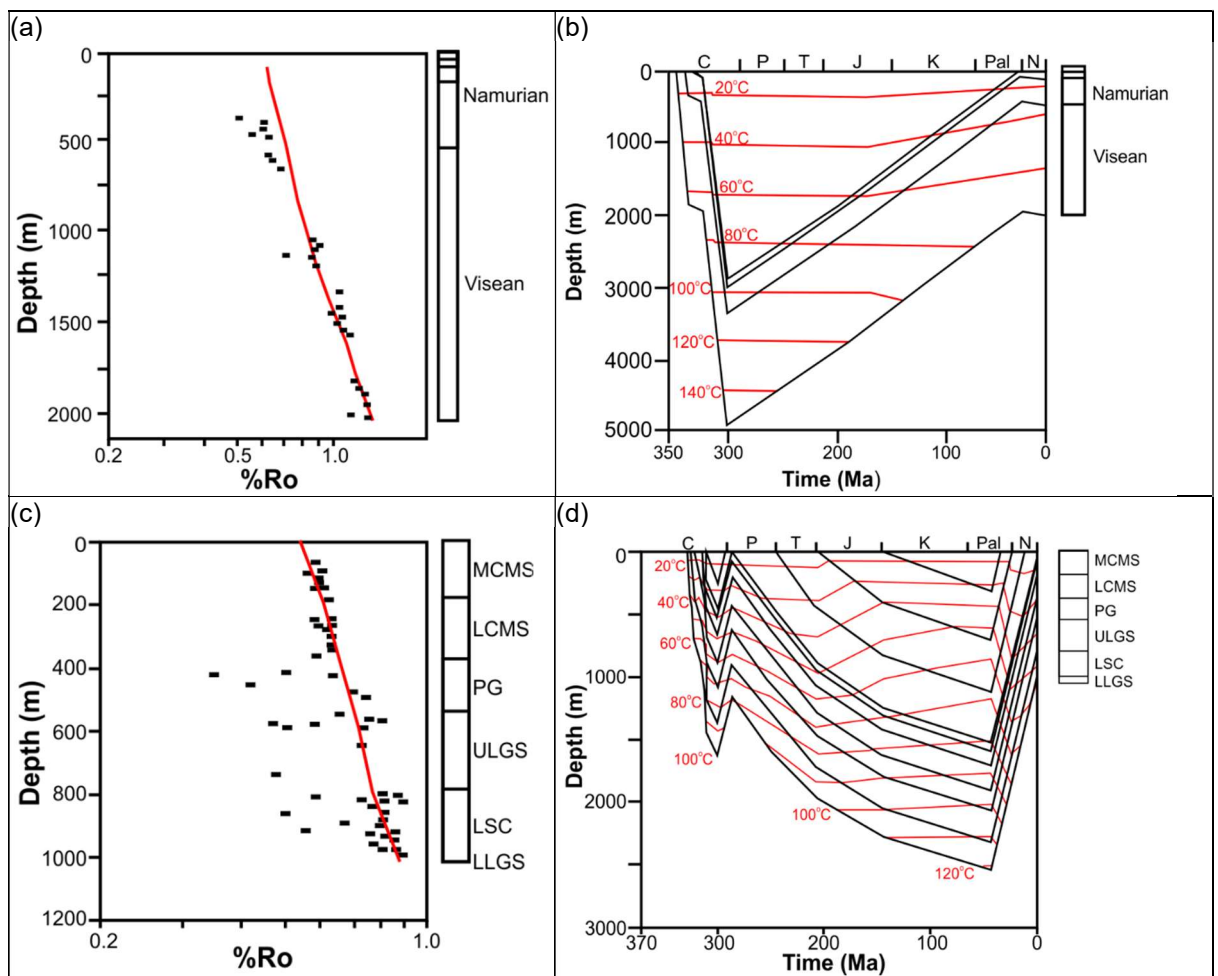 (a)
0
500
1000
1500
2000
Depth (m)
0.2
0.5
1.0
%Ro
Namurian
Visean
(b)
C P T J K Pal N
0
1000
2000
3000
4000
5000
Depth (m)
20°C
40°C
60°C
80°C
100°C
120°C
140°C
350 300 200 100 0
Time (Ma)
Namurian
Visean
(c)
0
200
400
600
800
1000
1200
Depth (m)
0.2 1.0
%Ro
MCMS
LCMS
PG
ULGS
LSC
LLGS
(d)
C P T J K Pal N
0
1000
2000
3000
Depth (m)
20°C
40°C
60°C
80°C
100°C
100°C
120°C
370 300 200 100 0
Time (Ma)
MCMS
LCMS
PG
ULGS
LSC
LLGS